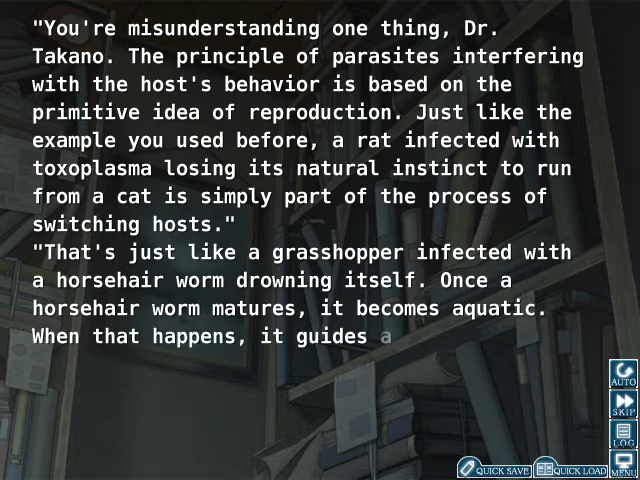 "You're misunderstanding one thing, Dr.
Takano. The principle of parasites interfering
with the host's behavior is based on the
primitive idea of reproduction. Just like the
example you used before, a rat infected with
toxoplasma losing its natural instinct to run
from a cat is simply part of the process of
switching hosts."
"That's just like a grasshopper infected with
a horsehair worm drowning itself. Once a
horsehair worm matures, it becomes aquatic.
When that happens, it guides a
AUTO
SKIP
LOG
QUICK SAVE QUICK LOAD MENU